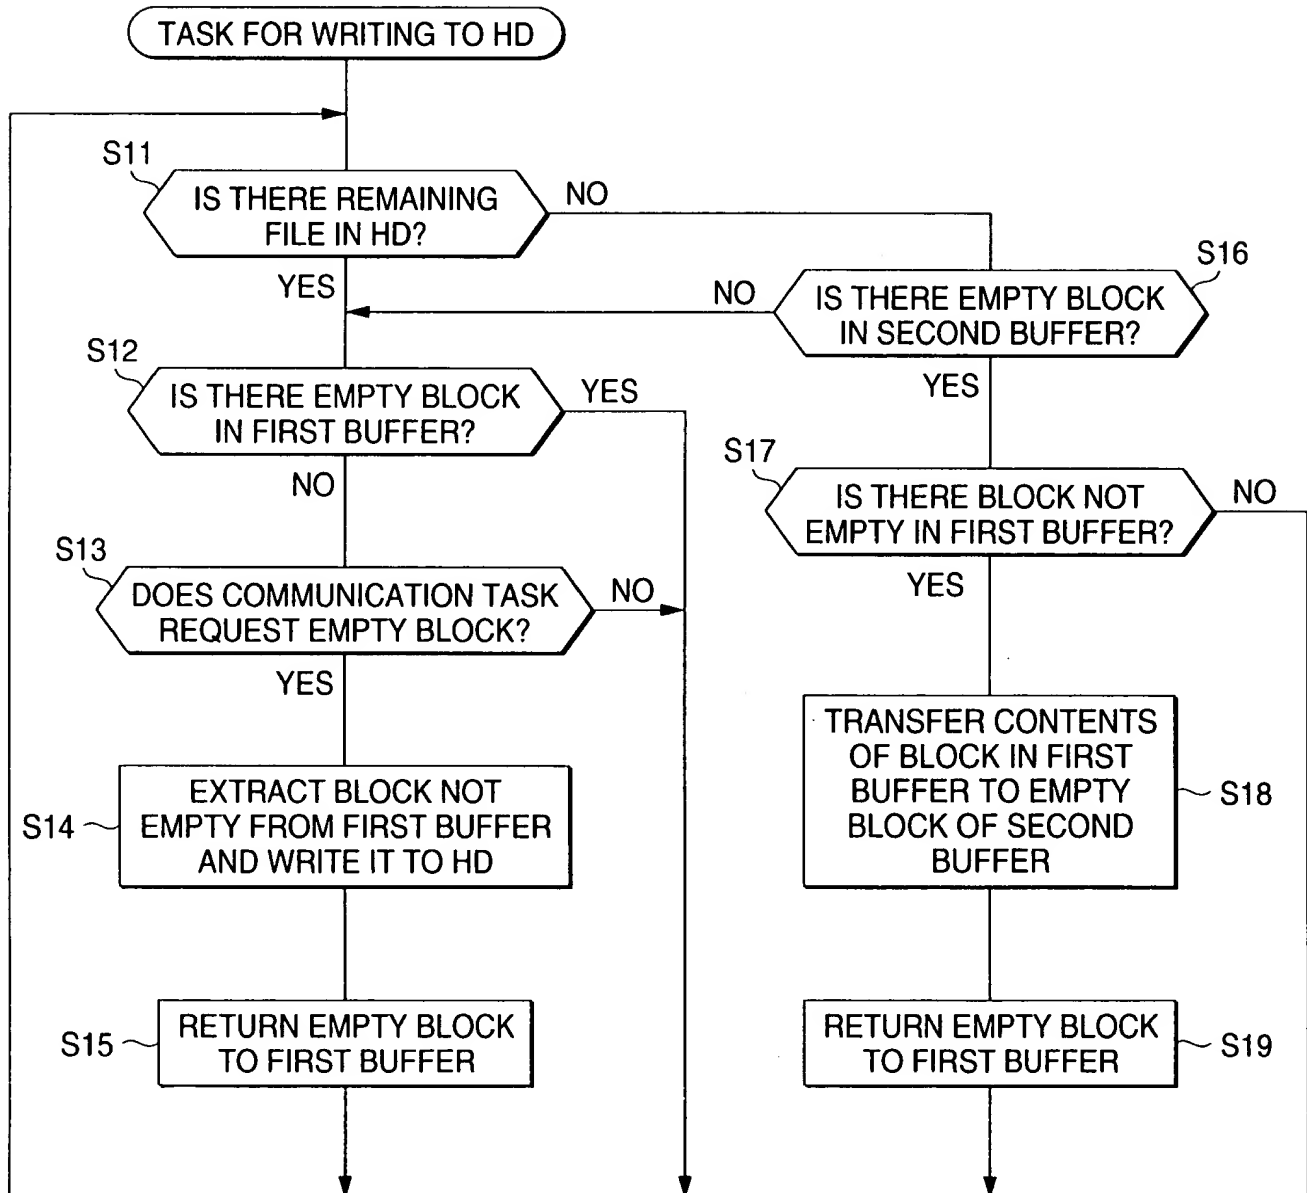 TASK FOR WRITING TO HD
S11
IS THERE REMAINING
FILE IN HD?
NO
YES
S16
IS THERE EMPTY BLOCK
IN SECOND BUFFER?
NO
YES
S12
IS THERE EMPTY BLOCK
IN FIRST BUFFER?
YES
NO
S17
IS THERE BLOCK NOT
EMPTY IN FIRST BUFFER?
NO
YES
S13
DOES COMMUNICATION TASK
REQUEST EMPTY BLOCK?
NO
YES
S14
EXTRACT BLOCK NOT
EMPTY FROM FIRST BUFFER
AND WRITE IT TO HD
TRANSFER CONTENTS
OF BLOCK IN FIRST
BUFFER TO EMPTY
BLOCK OF SECOND
BUFFER
S18
S15
RETURN EMPTY BLOCK
TO FIRST BUFFER
RETURN EMPTY BLOCK
TO FIRST BUFFER
S19